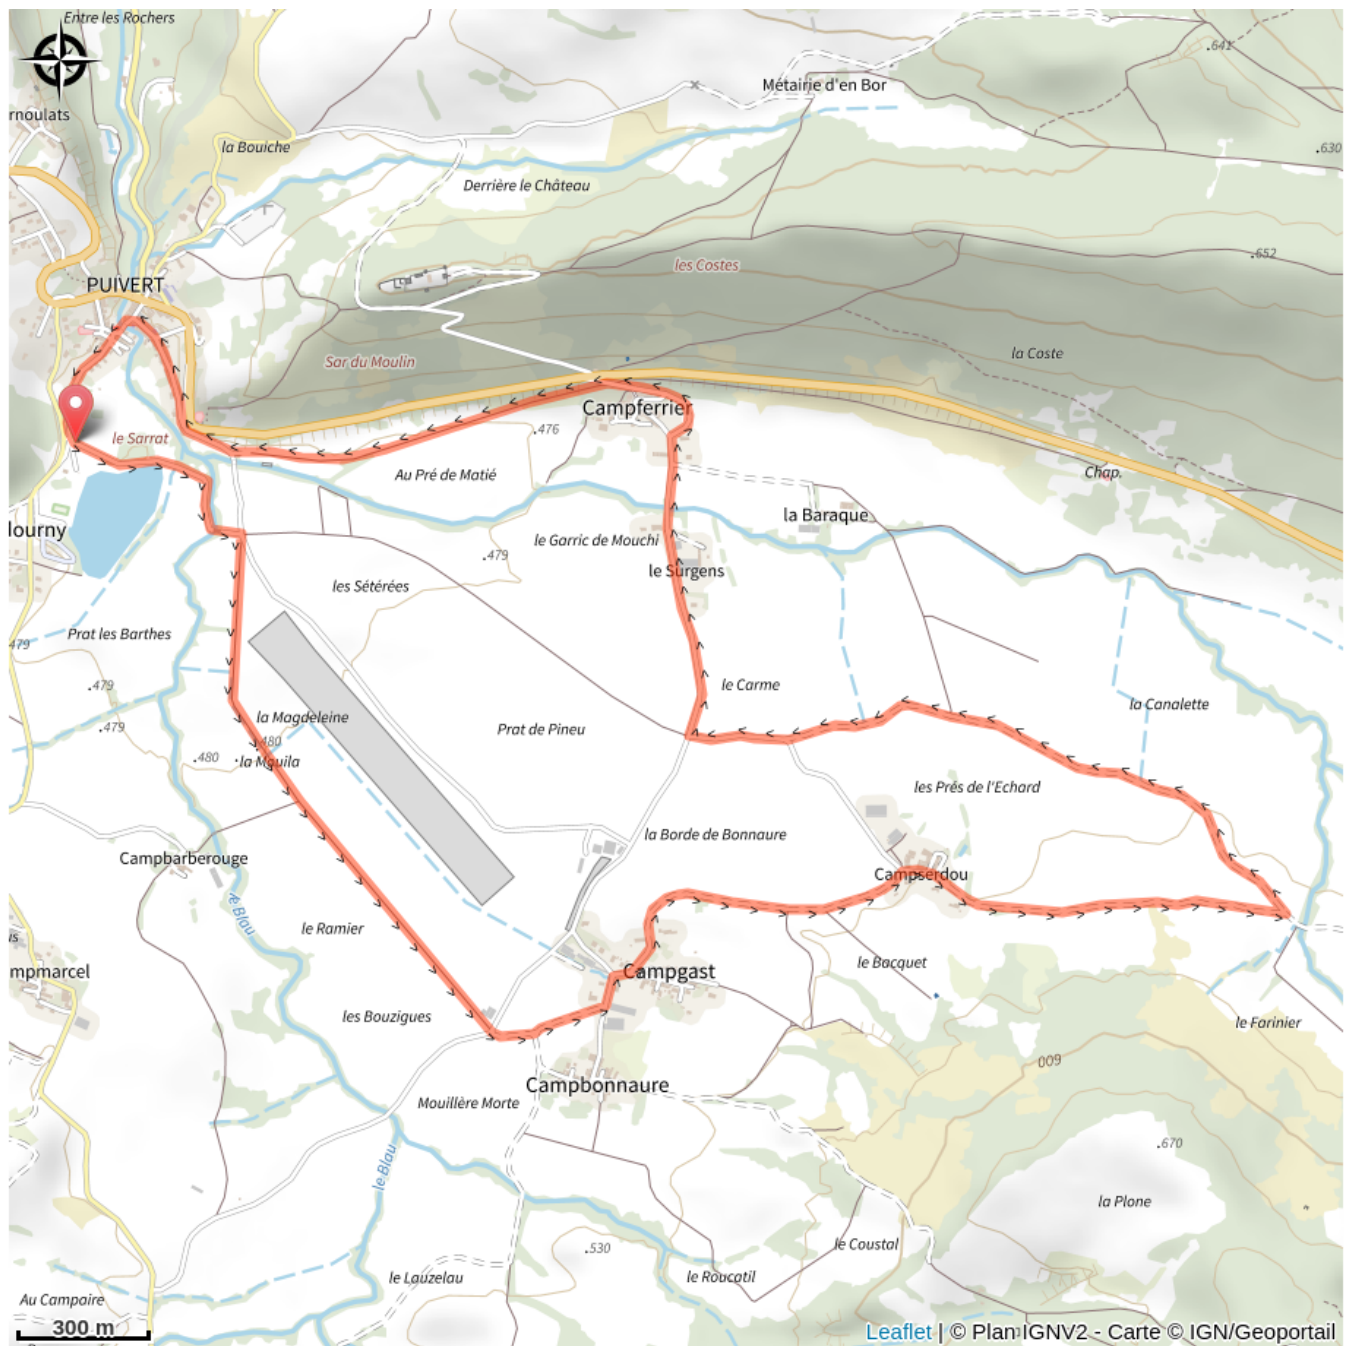 Entre les Rochers
.641
Métairie d'en Bor
rnoulats
la Bouiche
.630
Derrière le Château
.652
les Costes
PUIVERT
la Coste
Sar du Moulin
Campferrier
.476
le Sarrat
Au Pré de Matié
Chap.
la Baraque
lourny
le Garric de Mouchi
.479
le Surgens
les Sétérées
Prat les Barthes
479
.479
le Carme
la Canalette
la Magdeleine
.479
Prat de Pineu
.480
.480
la Mouila
les Prés de l'Echard
la Borde de Bonnaure
Campbarberouge
Campserdou
le Blau
le Ramier
is
le Bacquet
mpmarcel
Campgast
les Bouzigues
le Farinier
600
Campbonnaure
Mouillère Morte
.670
le Blau
la Plone
le Coustal
.530
le Lauzelau
le Roucatil
Au Campaire
300 m
Leaflet | © Plan IGNV2 - Carte © IGN/Geoportail